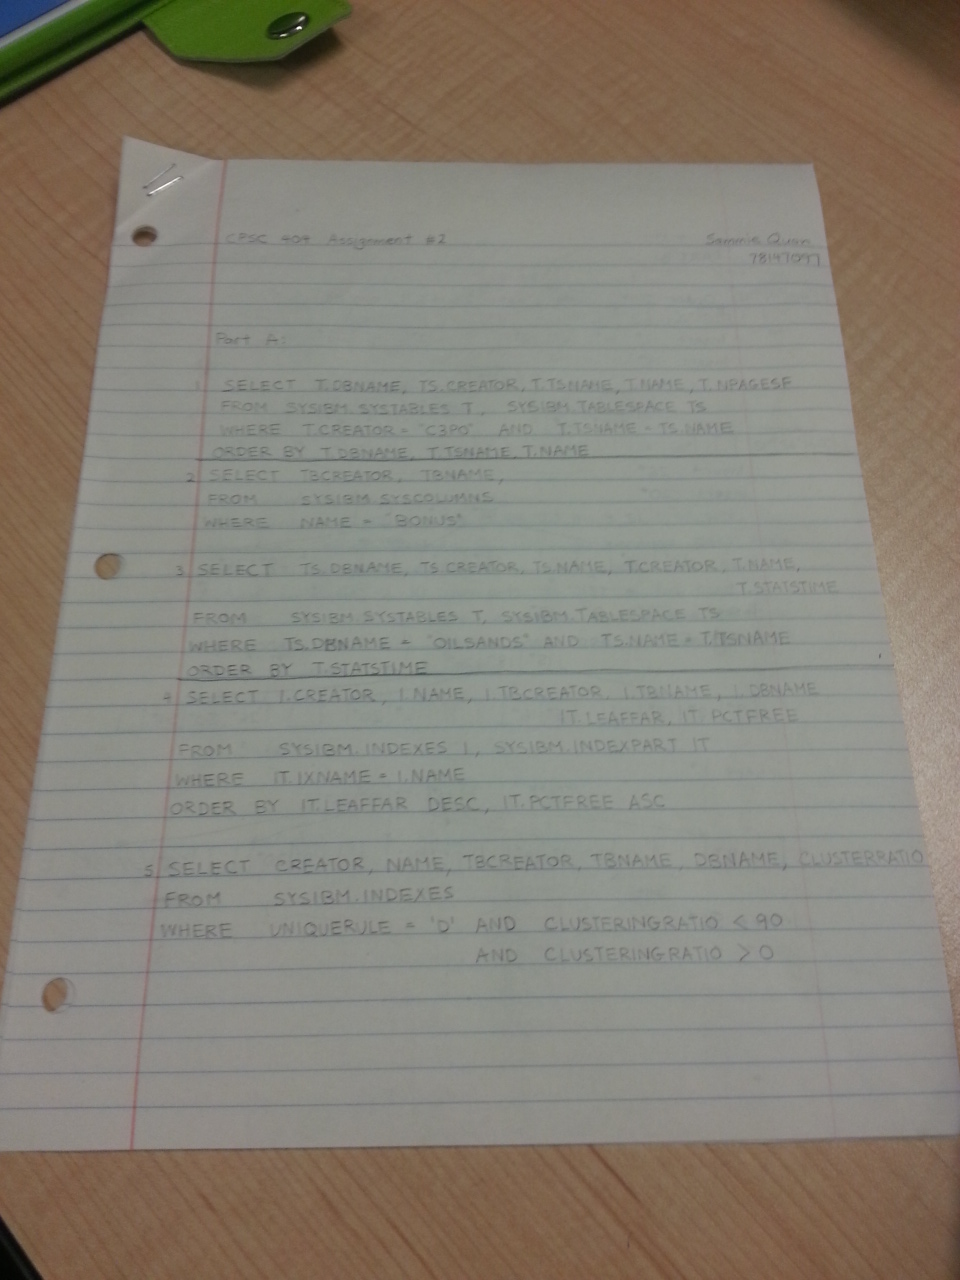 CPSC 404 Assignment #2
Sammie Quan
78147097
Part A:
1 SELECT T.DBNAME, TS.CREATOR, T.TSNAME, T.NAME, T.NPAGESF
FROM SYSIBM.SYSTABLES T, SYSIBM.TABLESPACE TS
WHERE T.CREATOR = "C3PO" AND T.TSNAME = TS.NAME
ORDER BY T.DBNAME, T.TSNAME, T.NAME
2 SELECT TBCREATOR, TBNAME,
FROM SYSIBM.SYSCOLUMNS
WHERE NAME = "BONUS"
3 SELECT TS.DBNAME, TS.CREATOR, TS.NAME, T.CREATOR, T.NAME,
T.STATSTIME
FROM SYSIBM.SYSTABLES T, SYSIBM.TABLESPACE TS
WHERE TS.DBNAME = "OILSANDS" AND TS.NAME = T.TSNAME
ORDER BY T.STATSTIME
4 SELECT I.CREATOR, I.NAME, I.TBCREATOR, I.TBNAME, I.DBNAME
IT.LEAFFAR, IT.PCTFREE
FROM SYSIBM.INDEXES I, SYSIBM.INDEXPART IT
WHERE IT.IXNAME = I.NAME
ORDER BY IT.LEAFFAR DESC, IT.PCTFREE ASC
5 SELECT CREATOR, NAME, TBCREATOR, TBNAME, DBNAME, CLUSTERRATIO
FROM SYSIBM.INDEXES
WHERE UNIQUERULE = 'D' AND CLUSTERINGRATIO < 90
AND CLUSTERINGRATIO > 0